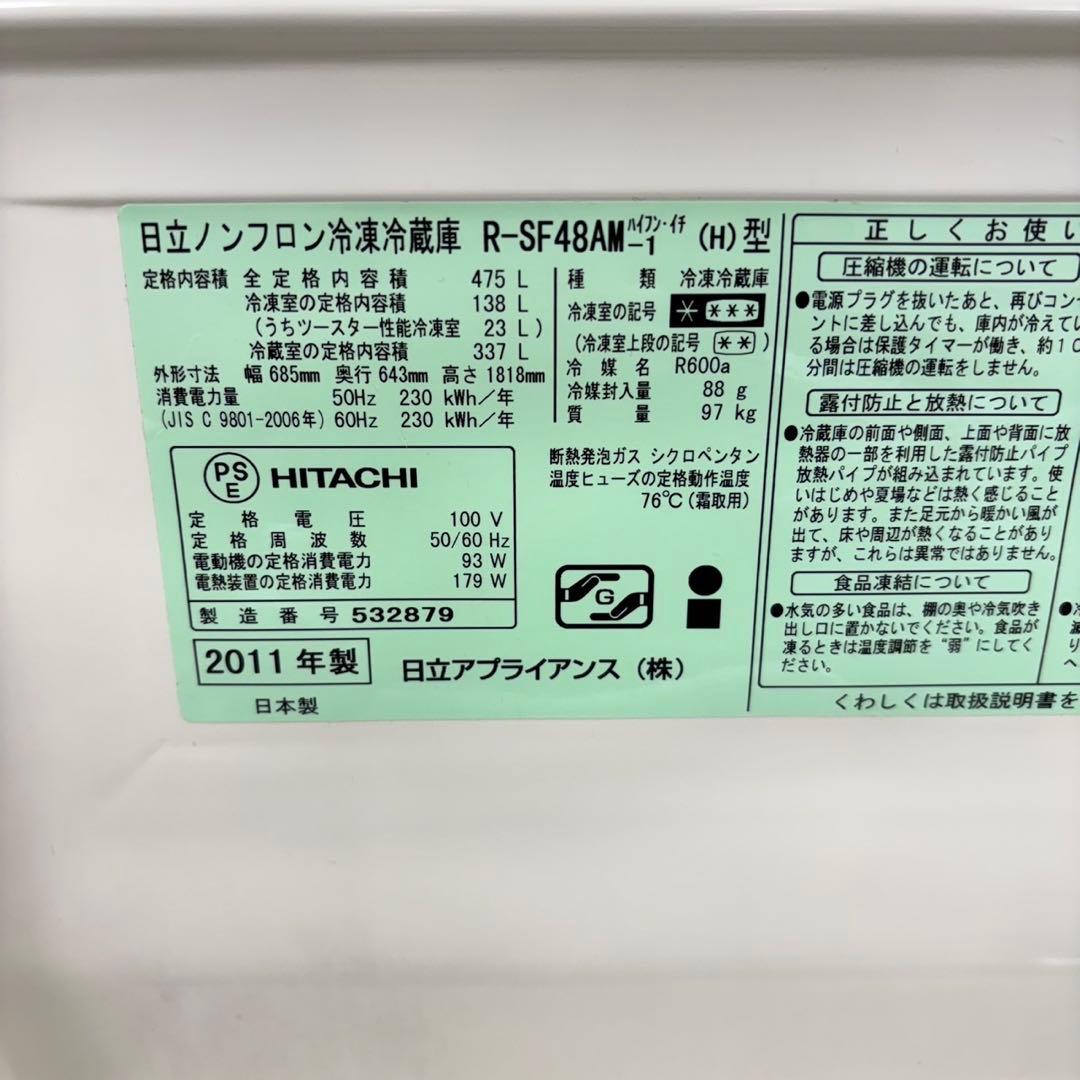 日立ノンフロン冷凍冷蔵庫 R-SF48AM-1 ハイフン・イチ (H)型
定格内容積 全定格内容積 475 L
冷凍室の定格内容積 138 L
(うちツースター性能冷凍室 23 L)
冷蔵室の定格内容積 337 L
外形寸法 幅 685mm 奥行 643mm 高さ 1818mm
消費電力量 50Hz 230 kWh/年
(JIS C 9801-2006年) 60Hz 230 kWh/年
種類 冷凍冷蔵庫
冷凍室の記号 * ***
(冷凍室上段の記号 **)
冷媒名 R600a
冷媒封入量 88 g
質量 97 kg
断熱発泡ガス シクロペンタン
温度ヒューズの定格動作温度
76℃(霜取用)
PSE HITACHI
定格電圧 100 V
定格周波数 50/60 Hz
電動機の定格消費電力 93 W
電熱装置の定格消費電力 179 W
製造番号 532879
G
2011年製
日立アプライアンス(株)
日本製
正しくお使い
圧縮機の運転について
●電源プラグを抜いたあと、再びコンセ
ントに差し込んでも、庫内が冷えてい
る場合は保護タイマーが働き、約10
分間は圧縮機の運転をしません。
露付防止と放熱について
●冷蔵庫の前面や側面、上面や背面に放
熱器の一部を利用した露付防止パイプ
放熱パイプが組み込まれています。使
いはじめや夏場などは熱く感じること
があります。また足元から暖かい風が
出て、床や周辺が熱くなることがあり
ますが、これらは異常ではありません。
食品凍結について
●水気の多い食品は、棚の奥や冷気吹き
出し口に置かないでください。食品が
凍るときは温度調節を“弱”にしてく
ださい。
くわしくは取扱説明書を